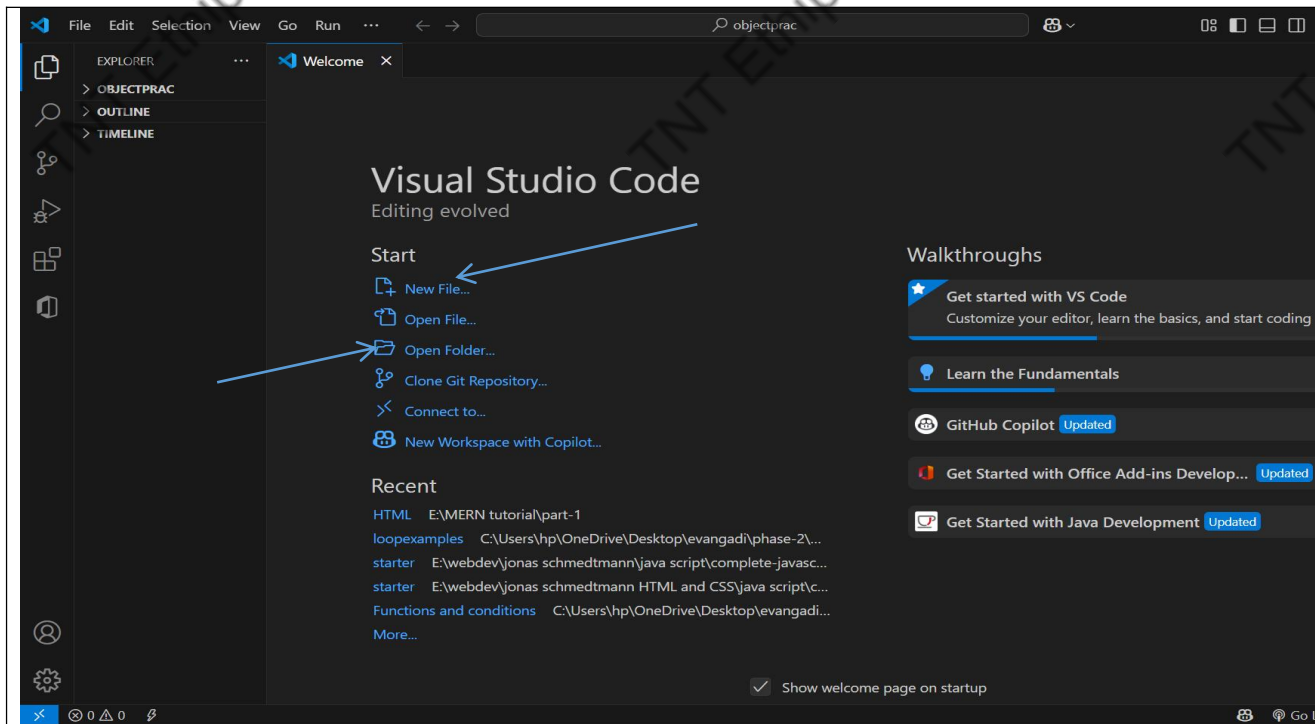 File Edit Selection View Go Run ··· objectprac
EXPLORER ···
OBJECTPRAC
OUTLINE
TIMELINE
Welcome
Visual Studio Code
Editing evolved
Start
New File...
Open File...
Open Folder...
Clone Git Repository...
Connect to...
New Workspace with Copilot...
Recent
HTML E:\MERN tutorial\part-1
loopexamples C:\Users\hp\OneDrive\Desktop\evangadi\phase-2\...
starter E:\webdev\jonas schmedtmann\java script\complete-javasc...
starter E:\webdev\jonas schmedtmann HTML and CSS\java script\c...
Functions and conditions C:\Users\hp\OneDrive\Desktop\evangadi...
More...
Walkthroughs
Get started with VS Code
Customize your editor, learn the basics, and start coding
Learn the Fundamentals
GitHub Copilot Updated
Get Started with Office Add-ins Develop... Updated
Get Started with Java Development Updated
Show welcome page on startup
0 0 Go
TNT
TNT
TNT